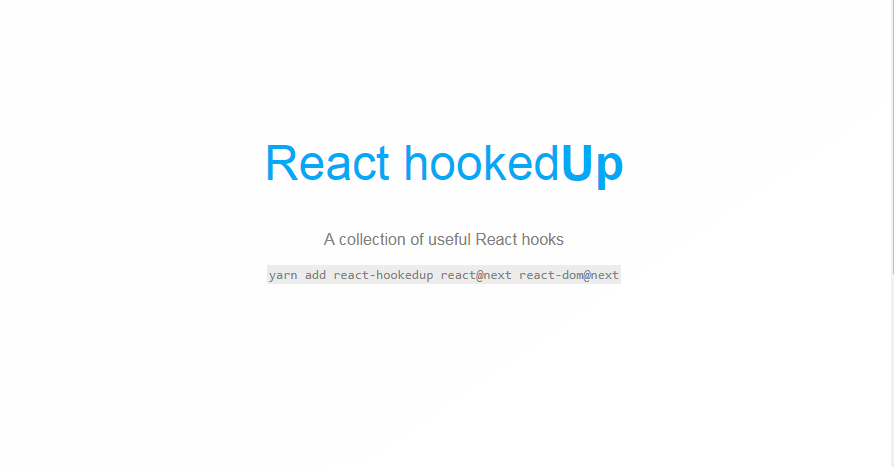 React hookedUp
A collection of useful React hooks
yarn add react-hookedup react@next react-dom@next